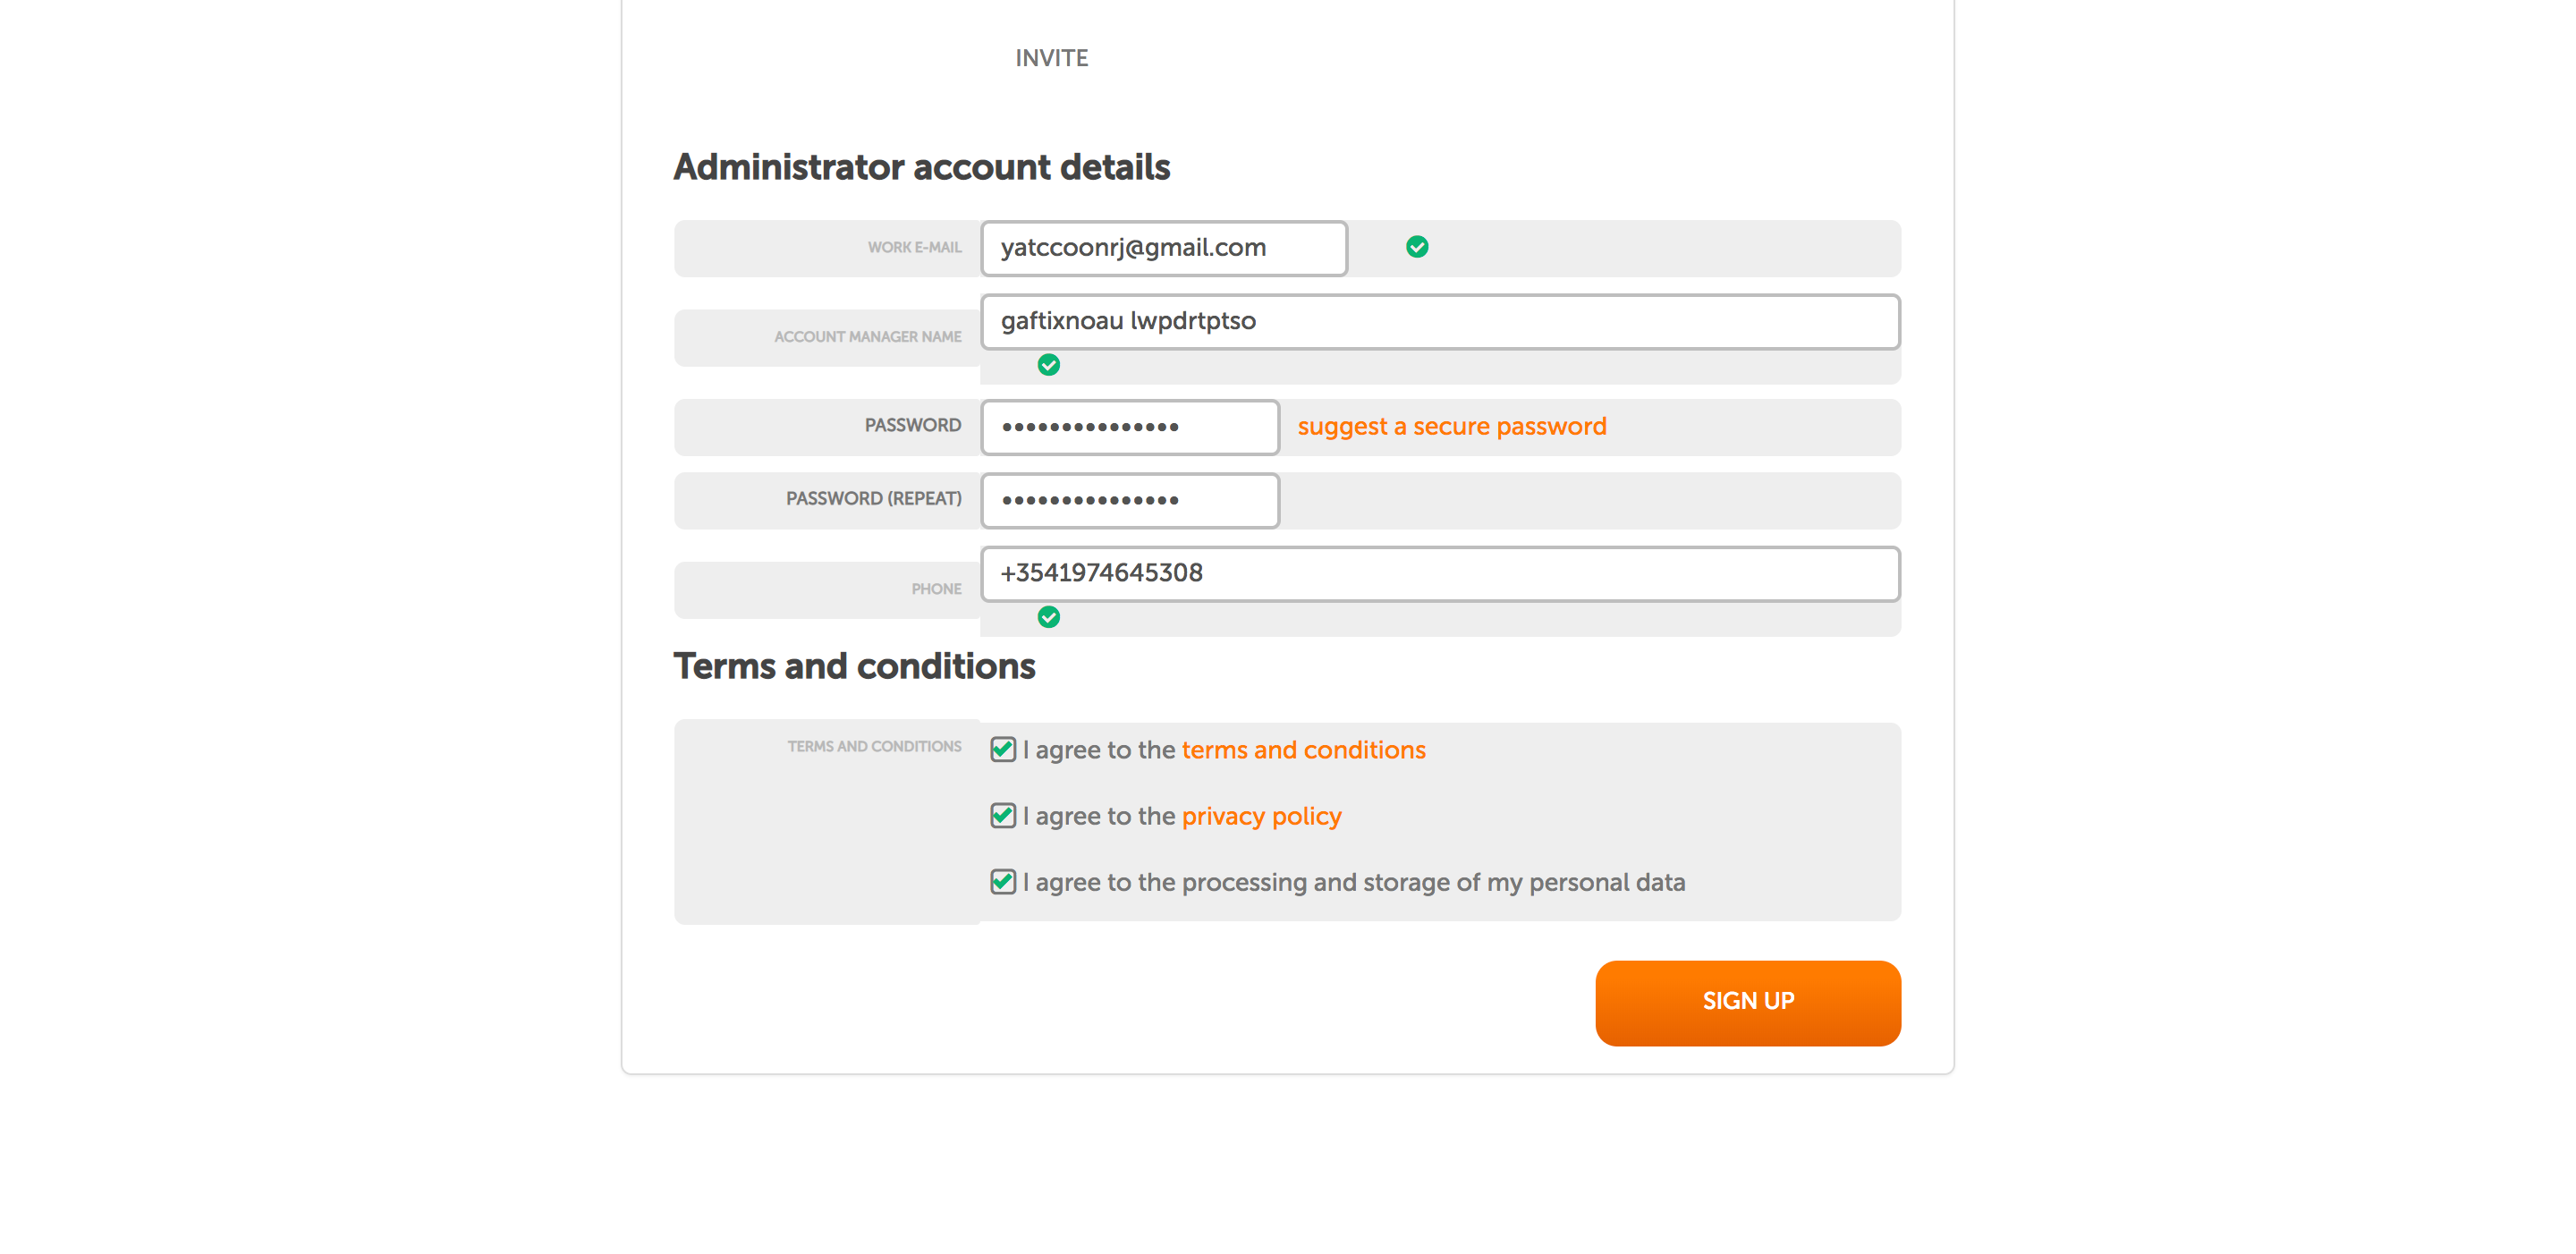 INVITE
Administrator account details
WORK E-MAIL
yatccoonrj@gmail.com
ACCOUNT MANAGER NAME
gaftixnoau lwpdrtptso
PASSWORD
•••••••••••••••
suggest a secure password
PASSWORD (REPEAT)
•••••••••••••••
PHONE
+3541974645308
Terms and conditions
TERMS AND CONDITIONS
I agree to the terms and conditions
I agree to the privacy policy
I agree to the processing and storage of my personal data
SIGN UP